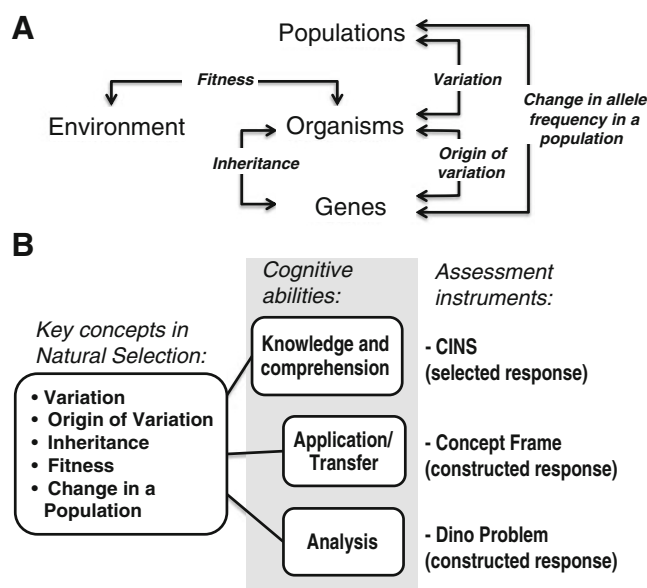 A
Populations
Fitness
Variation
Environment
Organisms
Change in allele
frequency in a
population
Inheritance
Origin of
variation
Genes
B
Cognitive
abilities:
Assessment
instruments:
Key concepts in
Natural Selection:
Knowledge and
comprehension
- CINS
(selected response)
• Variation
• Origin of Variation
• Inheritance
• Fitness
• Change in a
Population
Application/
Transfer
- Concept Frame
(constructed response)
Analysis
- Dino Problem
(constructed response)